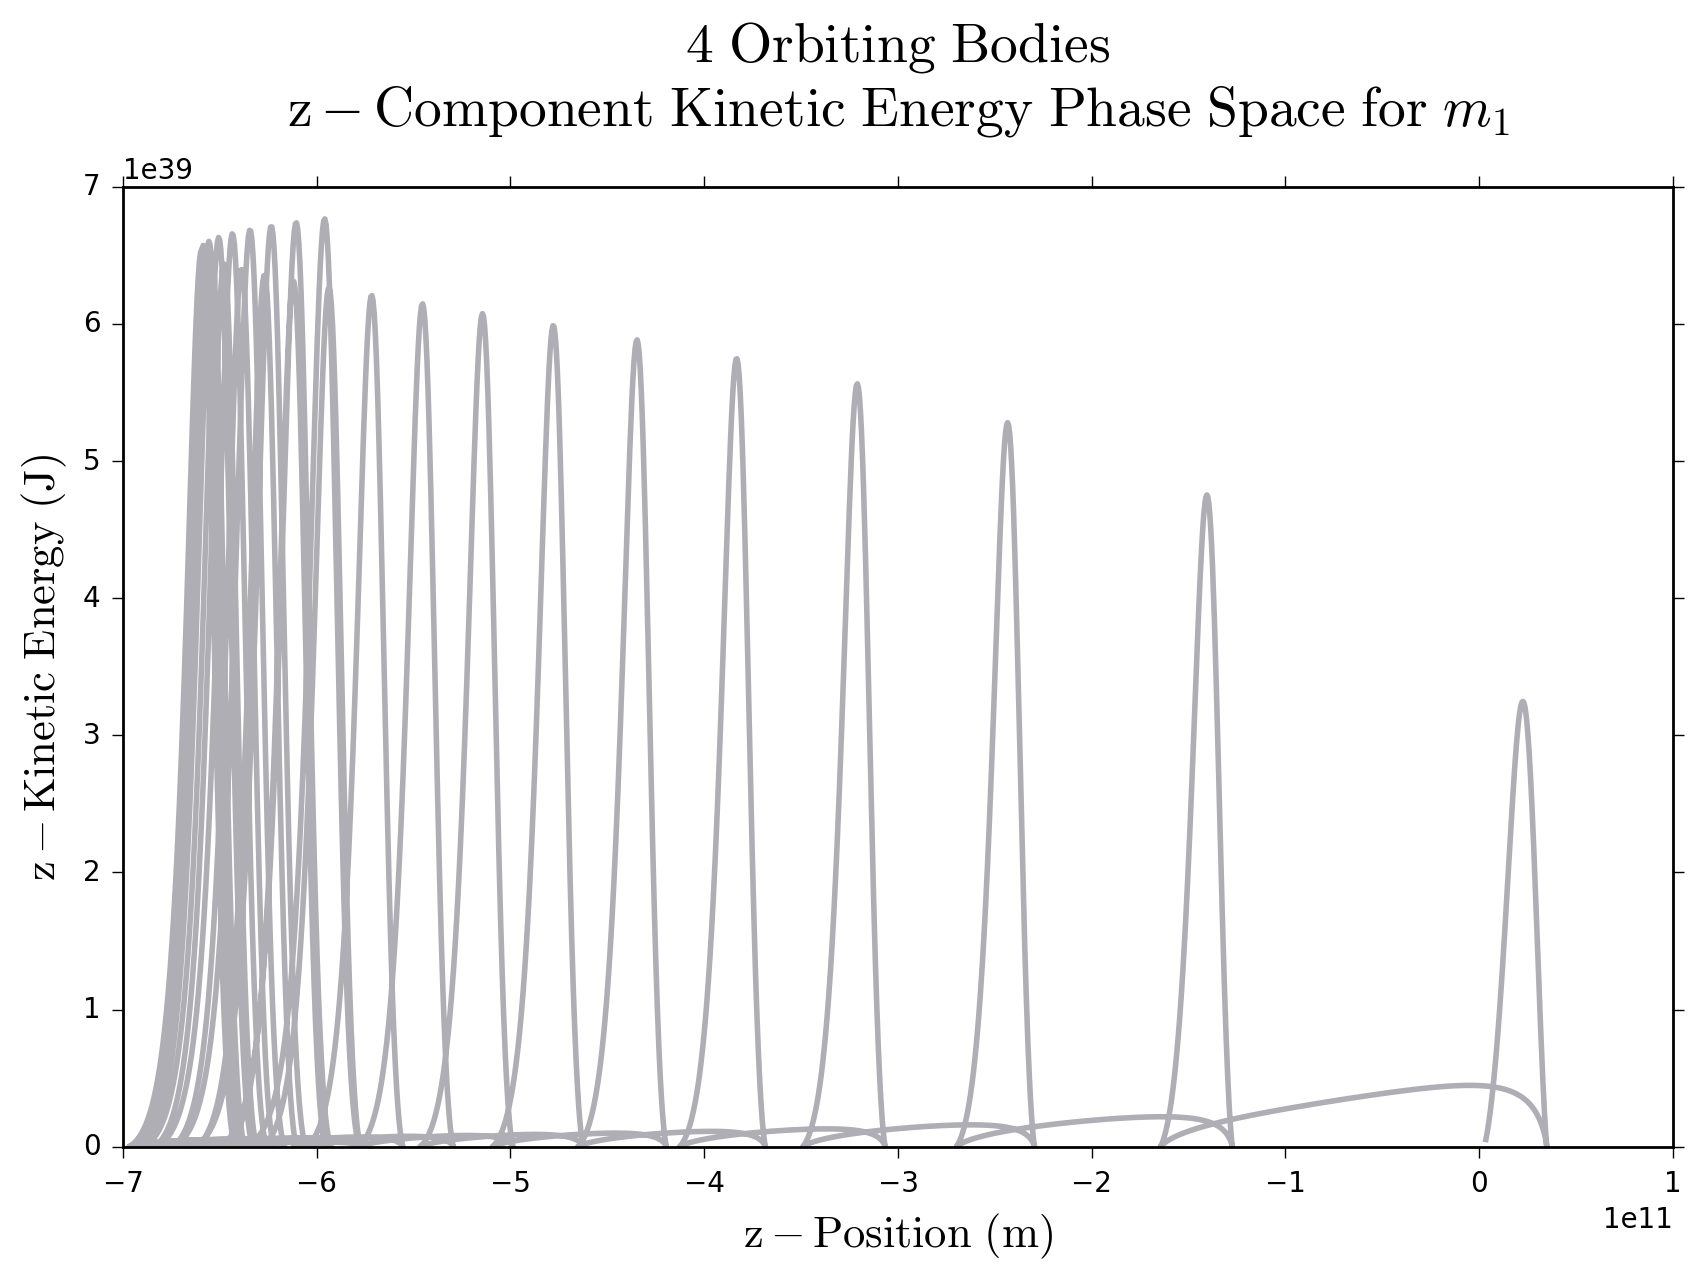 4 Orbiting Bodies
z − Component Kinetic Energy Phase Space for m₁
1e39
7
6
5
4
3
2
1
0
z − Kinetic Energy (J)
−7 −6 −5 −4 −3 −2 −1 0 1
1e11
z − Position (m)